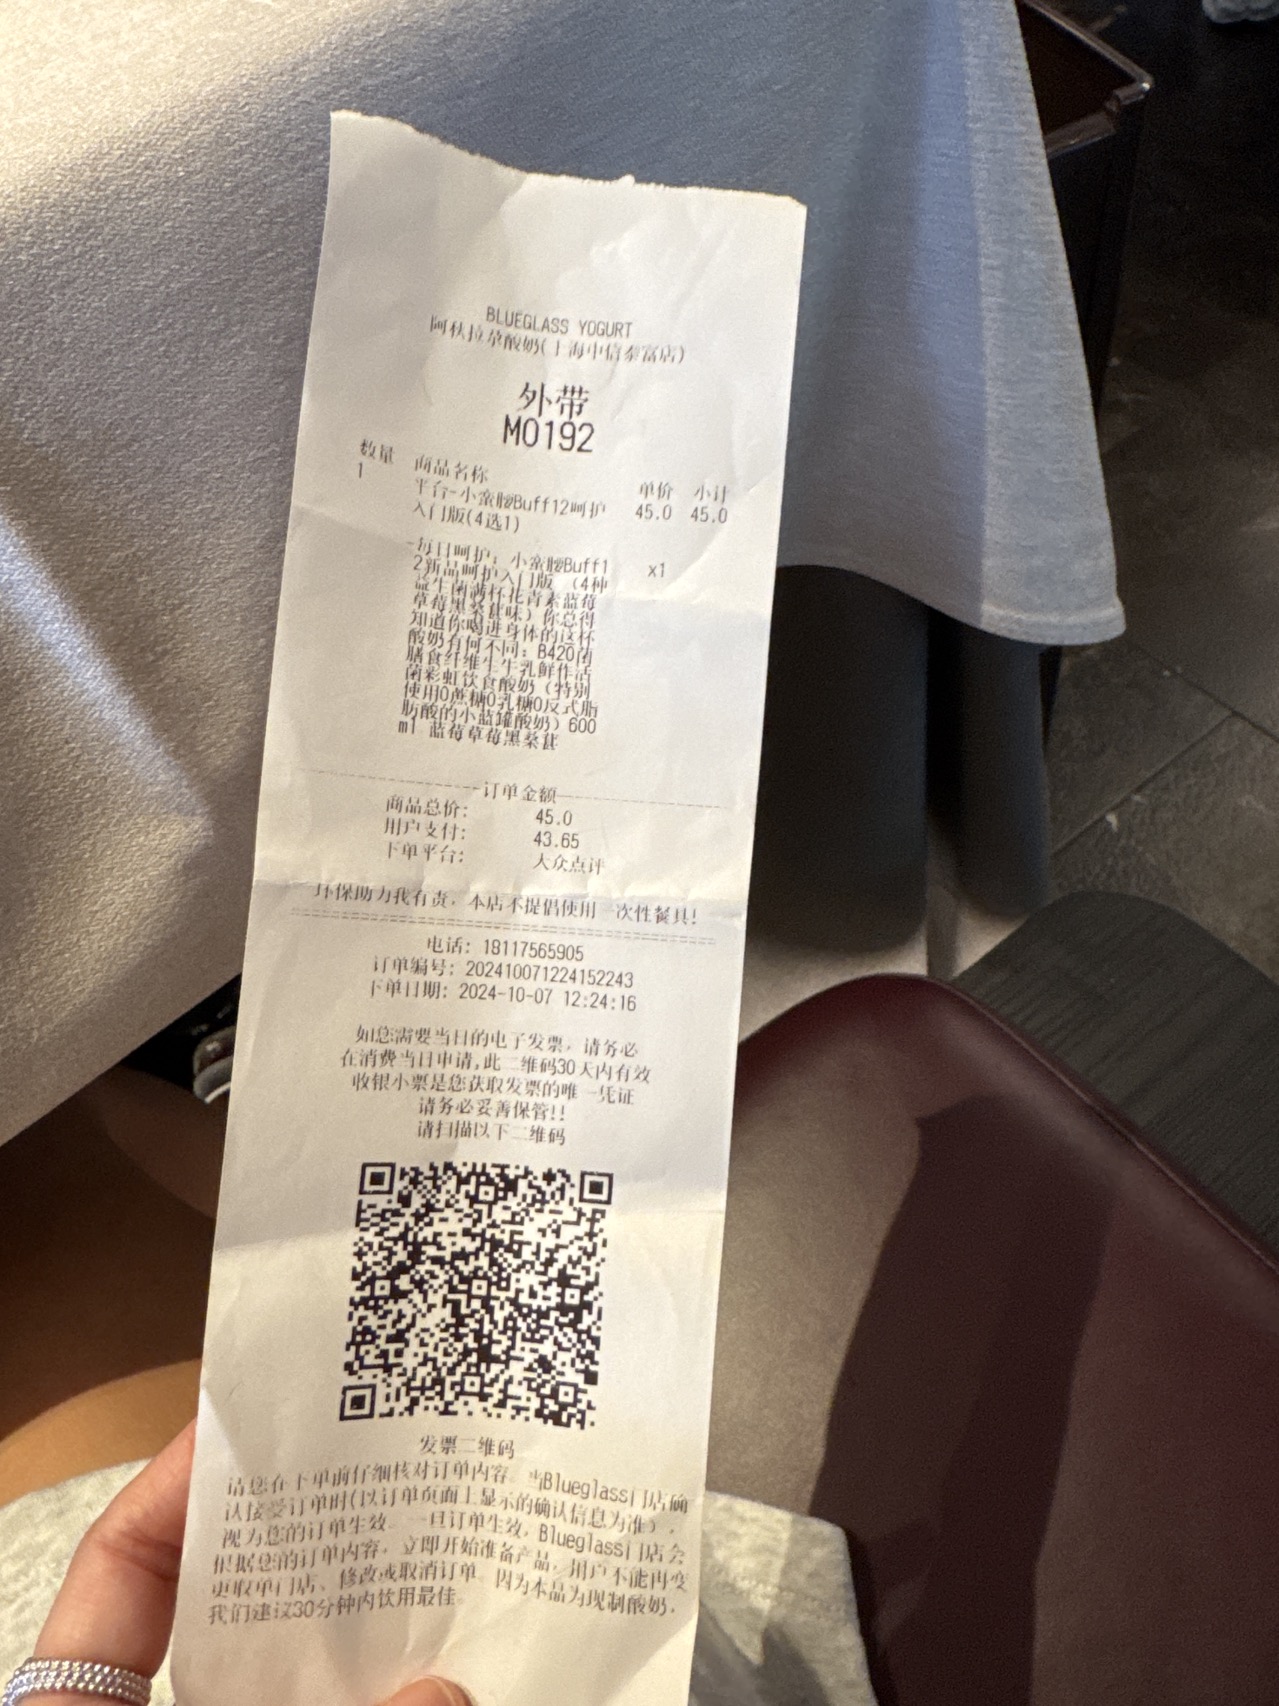 BLUEGLASS YOGURT
阿秣拉尕酸奶(上海中信泰富店)
外带
M0192
数量 商品名称 单价 小计
1 平台-小蛮腰Buff12呵护 45.0 45.0
入门版(4选1)
-每日呵护：小蛮腰Buff1 x1
2新品呵护入门版 （4种
益生菌满杯花青素蓝莓
草莓黑桑葚味）你总得
知道你喝进身体的这杯
酸奶有何不同：B420菌
膳食纤维生牛乳鲜作活
菌彩虹饮食酸奶（特别
使用0蔗糖0乳糖0反式脂
肪酸的小蓝罐酸奶）600
ml 蓝莓草莓黑桑葚
订单金额
商品总价： 45.0
用户支付： 43.65
下单平台： 大众点评
环保助力我有责，本店不提倡使用一次性餐具！
电话：18117565905
订单编号：202410071224152243
下单日期：2024-10-07 12:24:16
如您需要当日的电子发票，请务必
在消费当日申请,此二维码30天内有效
收银小票是您获取发票的唯一凭证
请务必妥善保管!!
请扫描以下二维码
发票二维码
请您在下单前仔细核对订单内容。当Blueglass门店确
认接受订单时(以订单页面上显示的确认信息为准)，
视为您的订单生效。一旦订单生效，Blueglass门店会
根据您的订单内容，立即开始准备产品，用户不能再变
更取单门店、修改或取消订单。因为本品为现制酸奶，
我们建议30分钟内饮用最佳。